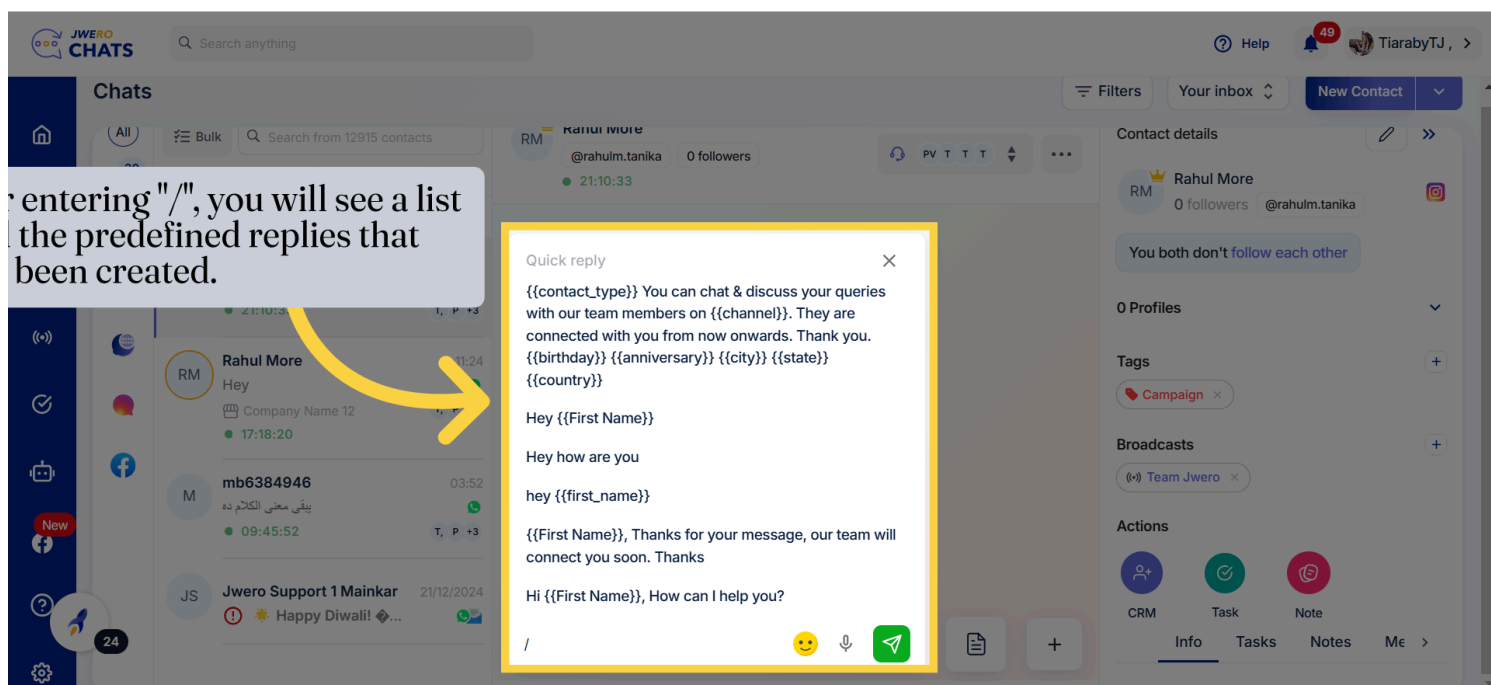 JWERO
CHATS
Search anything
Help
49
TiarabyTJ ,
Chats
Filters
Your inbox
New Contact
All
Bulk
Search from 12915 contacts
RM
Rahul More
@rahulm.tanika
0 followers
21:10:33
PV T T T
Contact details
RM
Rahul More
0 followers
@rahulm.tanika
You both don't follow each other
entering "/", you will see a list
the predefined replies that
been created.
21:10:33
T, P +3
Quick reply
{{contact_type}} You can chat & discuss your queries
with our team members on {{channel}}. They are
connected with you from now onwards. Thank you.
{{birthday}} {{anniversary}} {{city}} {{state}}
{{country}}
Hey {{First Name}}
Hey how are you
hey {{first_name}}
{{First Name}}, Thanks for your message, our team will
connect you soon. Thanks
Hi {{First Name}}, How can I help you?
/
0 Profiles
Tags
Campaign
Broadcasts
Team Jwero
Actions
CRM
Task
Note
Info
Tasks
Notes
RM
Rahul More
11:24
Hey
Company Name 12
17:18:20
M
mb6384946
03:52
يبقى معنى الكلام ده
09:45:52
T, P +3
JS
Jwero Support 1 Mainkar
21/12/2024
Happy Diwali! �...
New
24